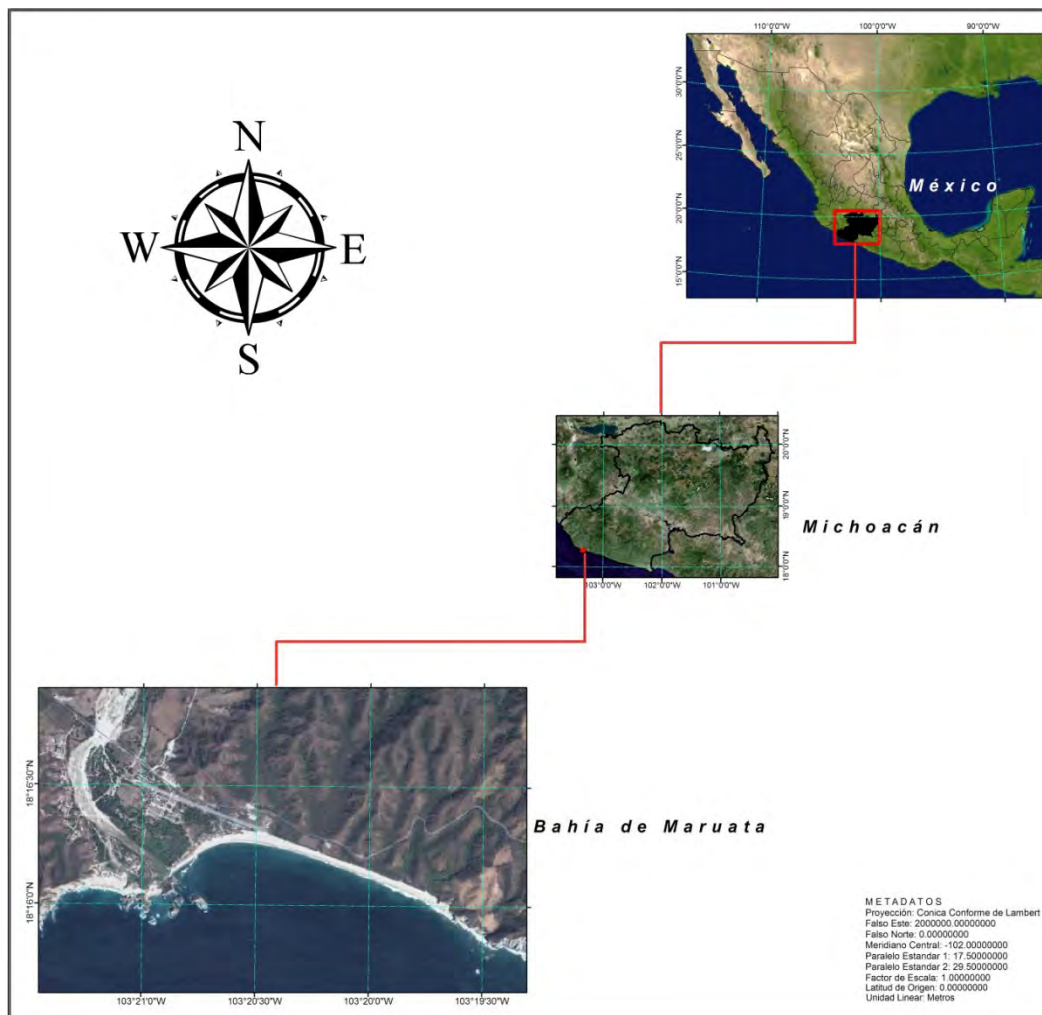 110°0'0"W 100°0'0"W 90°0'0"W
30°0'0"N
25°0'0"N
20°0'0"N
15°0'0"N
México
N
W E
S
20°0'0"N
19°0'0"N
18°0'0"N
103°0'0"W 102°0'0"W 101°0'0"W
Michoacán
18°16'30"N
18°16'0"N
103°21'0"W 103°20'30"W 103°20'0"W 103°19'30"W
Bahía de Maruata
METADATOS
Proyección: Conica Conforme de Lambert
Falso Este: 2000000.00000000
Falso Norte: 0.00000000
Meridiano Central: -102.00000000
Paralelo Estandar 1: 17.50000000
Paralelo Estandar 2: 29.50000000
Factor de Escala: 1.00000000
Latitud de Origen: 0.00000000
Unidad Linear: Metros